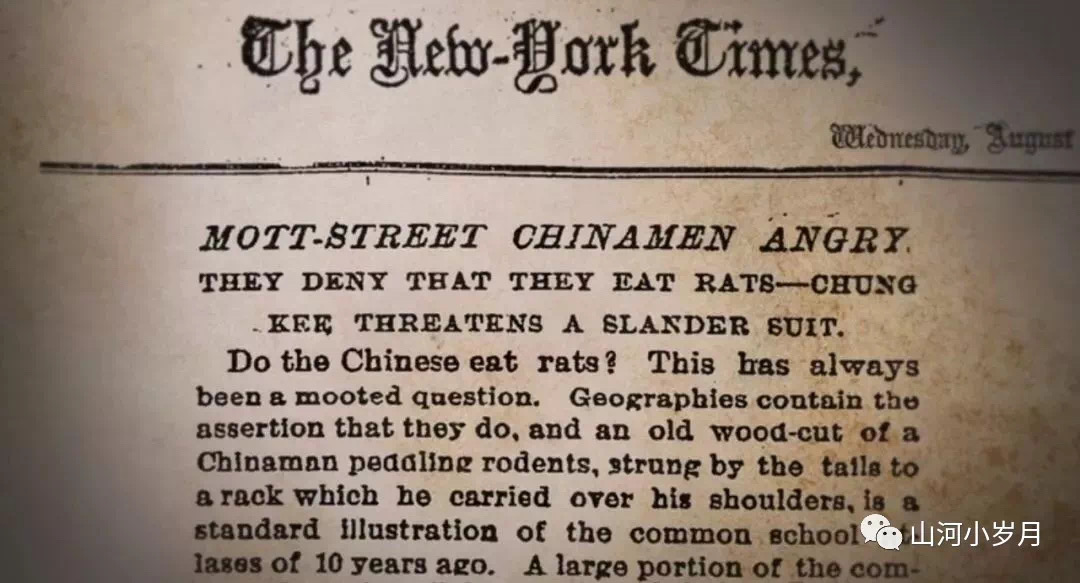 The New-York Times,
Wednesday, August
MOTT-STREET CHINAMEN ANGRY.
THEY DENY THAT THEY EAT RATS—CHUNG
KEE THREATENS A SLANDER SUIT.
Do the Chinese eat rats? This has always
been a mooted question. Geographies contain the
assertion that they do, and an old wood-cut of a
Chinaman peddling rodents, strung by the tails to
a rack which he carried over his shoulders, is a
standard illustration of the common school
lases of 10 years ago. A large portion of the com-
山河小岁月